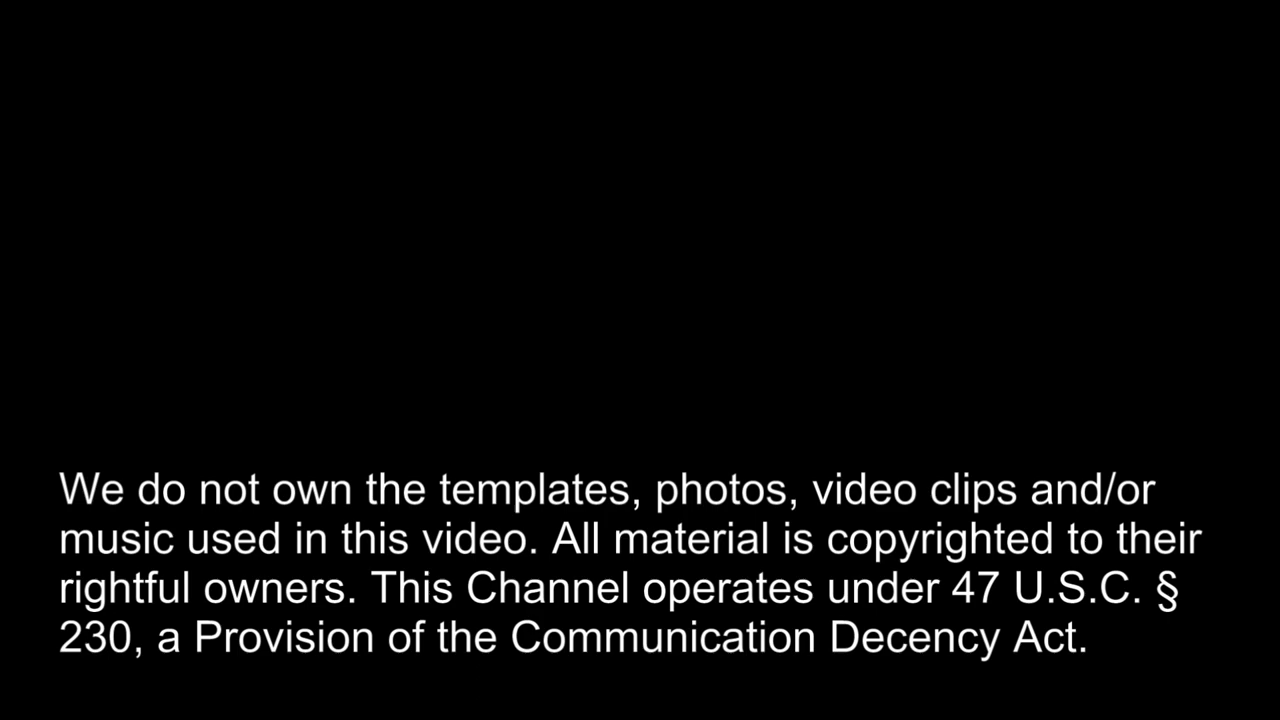 We do not own the templates, photos, video clips and/or
music used in this video. All material is copyrighted to their
rightful owners. This Channel operates under 47 U.S.C. §
230, a Provision of the Communication Decency Act.